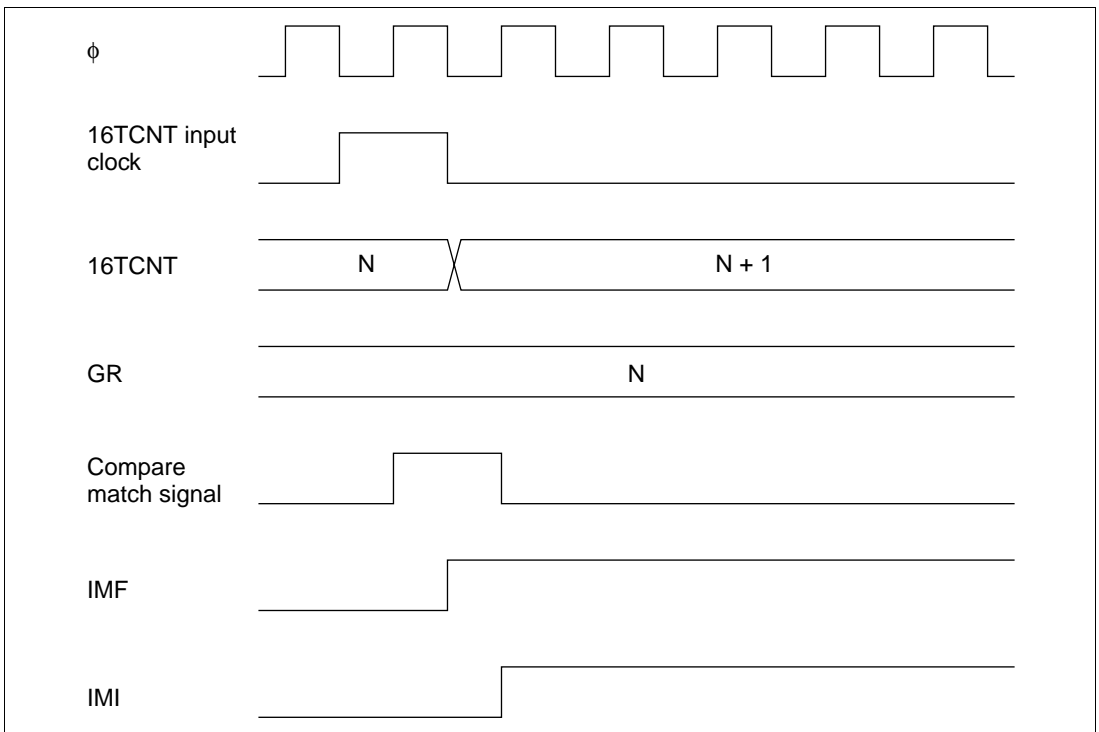 ϕ
16TCNT input
clock
16TCNT
N
N + 1
GR
N
Compare
match signal
IMF
IMI